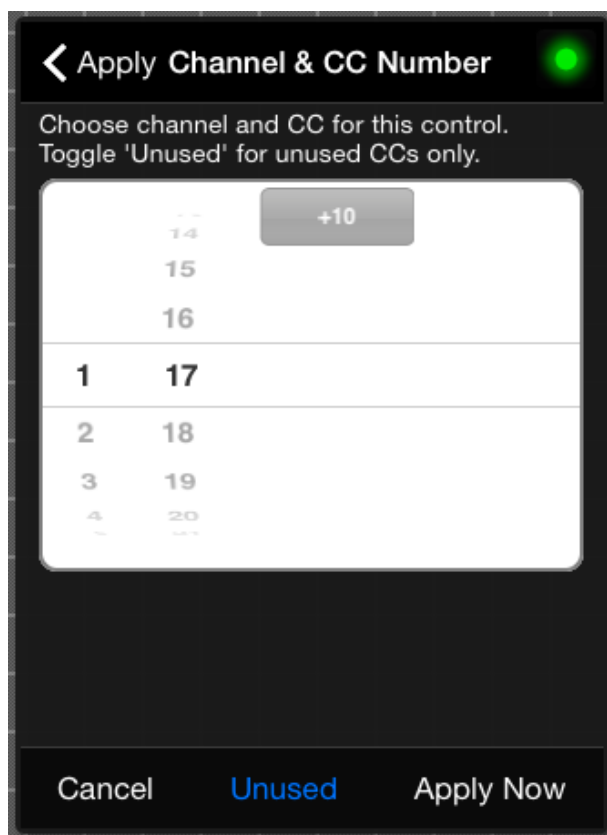 Apply Channel & CC Number
Choose channel and CC for this control.
Toggle 'Unused' for unused CCs only.
+10
14
15
16
1 17
2 18
3 19
4 20
Cancel Unused Apply Now